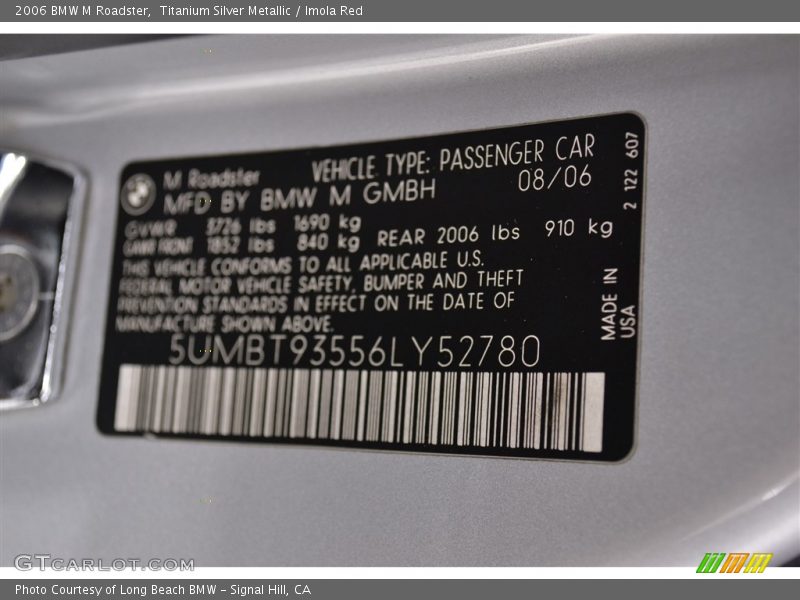 2006 BMW M Roadster,  Titanium Silver Metallic / Imola Red
M Roadster VEHICLE TYPE: PASSENGER CAR
MFD BY BMW M GMBH 08/06
GVWR 3726 lbs 1690 kg
GAWR FRONT 1852 lbs 840 kg REAR 2006 lbs 910 kg
THIS VEHICLE CONFORMS TO ALL APPLICABLE U.S.
FEDERAL MOTOR VEHICLE SAFETY, BUMPER AND THEFT
PREVENTION STANDARDS IN EFFECT ON THE DATE OF
MANUFACTURE SHOWN ABOVE.
5UMBT93556LY52780
2 122 607
MADE IN
USA
GTCARLOT.COM
Photo Courtesy of Long Beach BMW – Signal Hill, CA